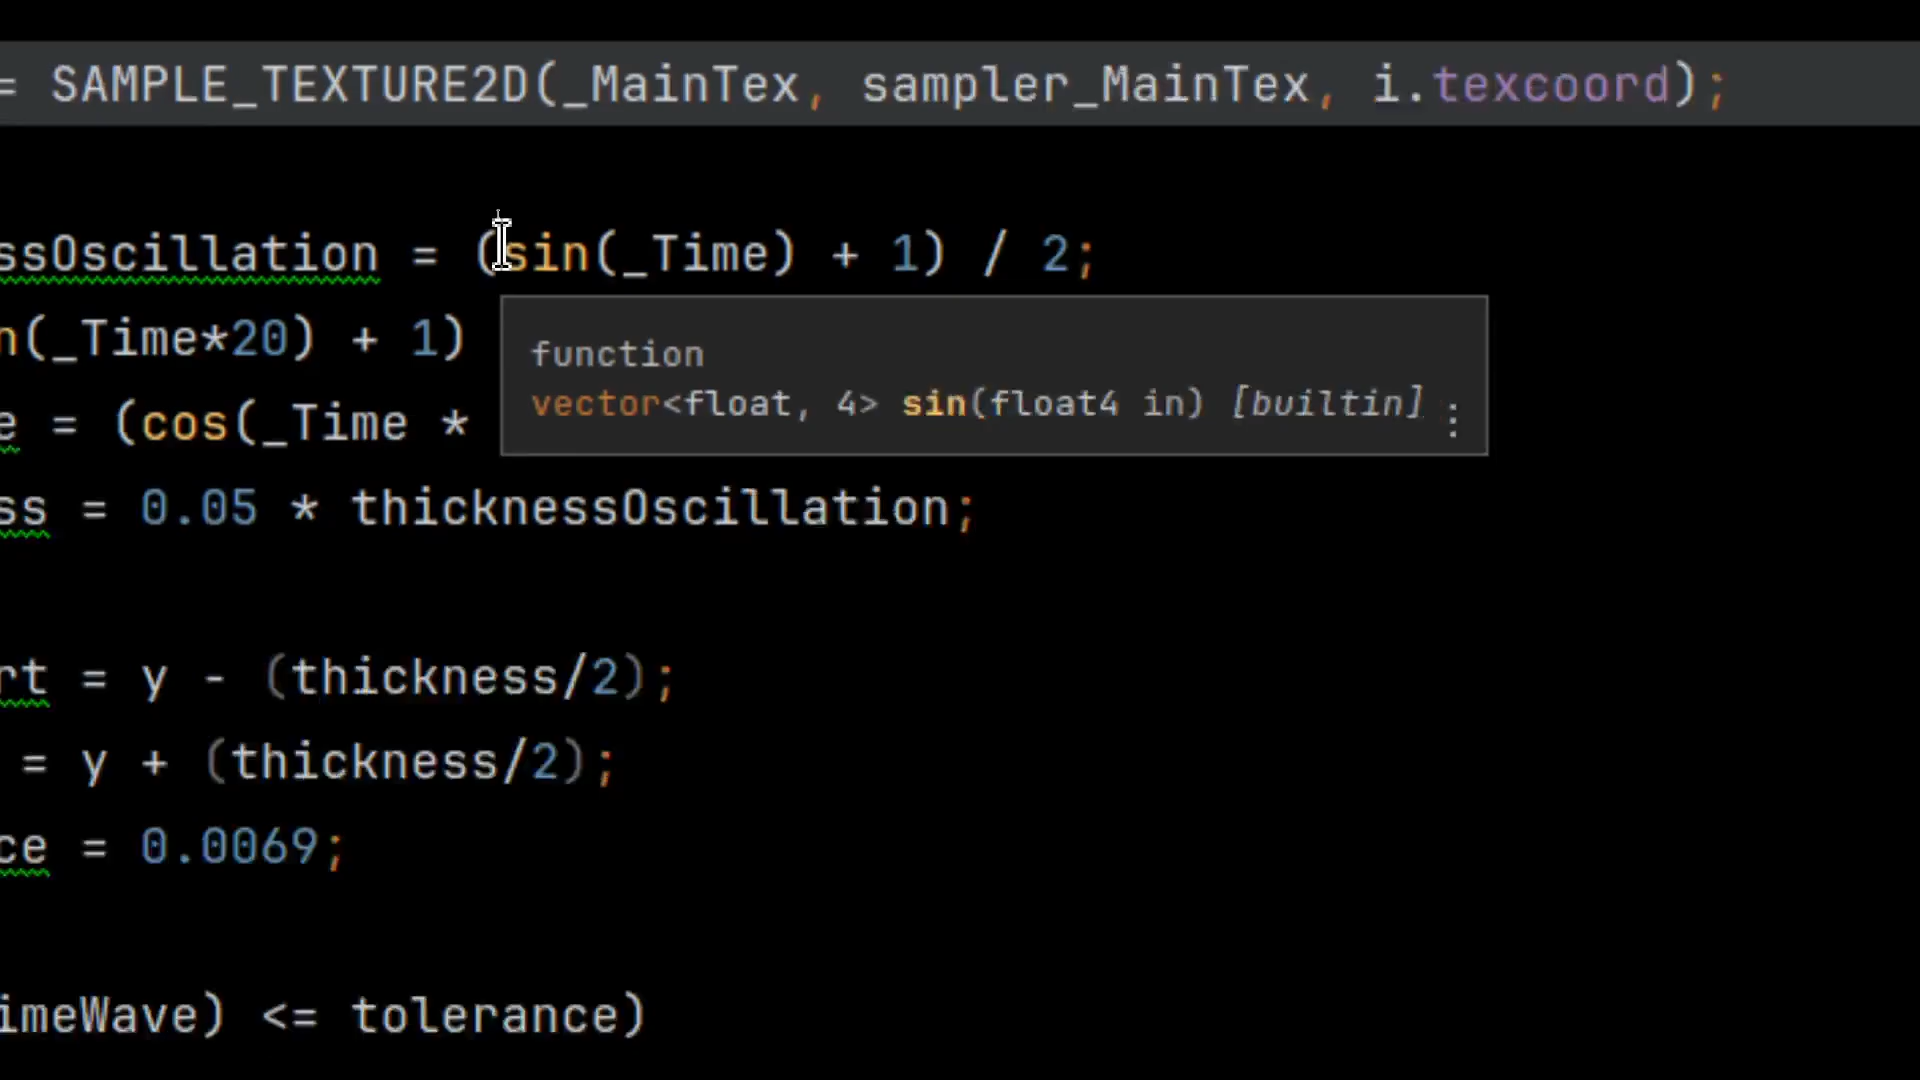 = SAMPLE_TEXTURE2D(_MainTex, sampler_MainTex, i.texcoord);
ssOscillation = (sin(_Time) + 1) / 2;
n(_Time*20) + 1)
function
vector<float, 4> sin(float4 in) [builtin]
e = (cos(_Time *
ss = 0.05 * thicknessOscillation;
rt = y - (thickness/2);
= y + (thickness/2);
ce = 0.0069;
imeWave) <= tolerance)